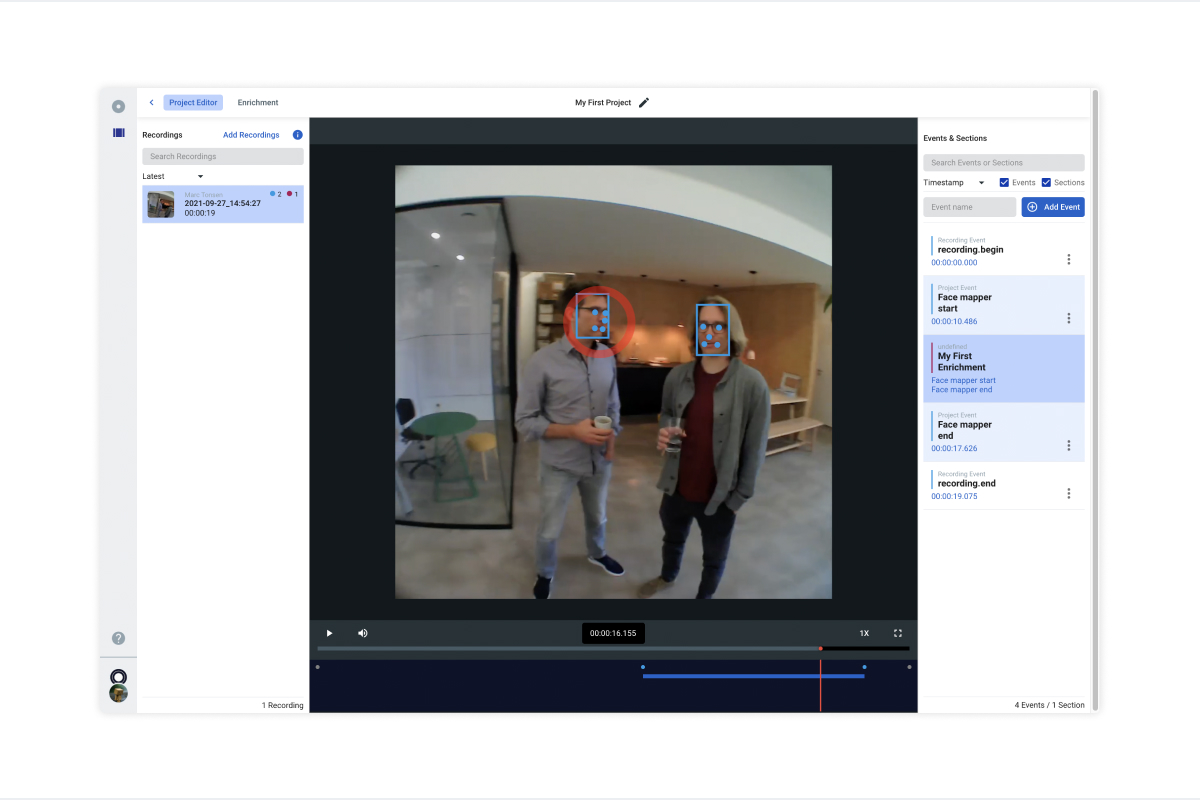 Project Editor
Enrichment
My First Project
Recordings
Add Recordings
Search Recordings
Latest
Marc Tonsen
2
1
2021-09-27_14:54:27
00:00:19
1 Recording
00:00:16.155
1X
Events & Sections
Search Events or Sections
Timestamp
Events
Sections
Event name
Add Event
Recording Event
recording.begin
00:00:00.000
Project Event
Face mapper
start
00:00:10.486
undefined
My First
Enrichment
Face mapper start
Face mapper end
Project Event
Face mapper
end
00:00:17.626
Recording Event
recording.end
00:00:19.075
4 Events / 1 Section